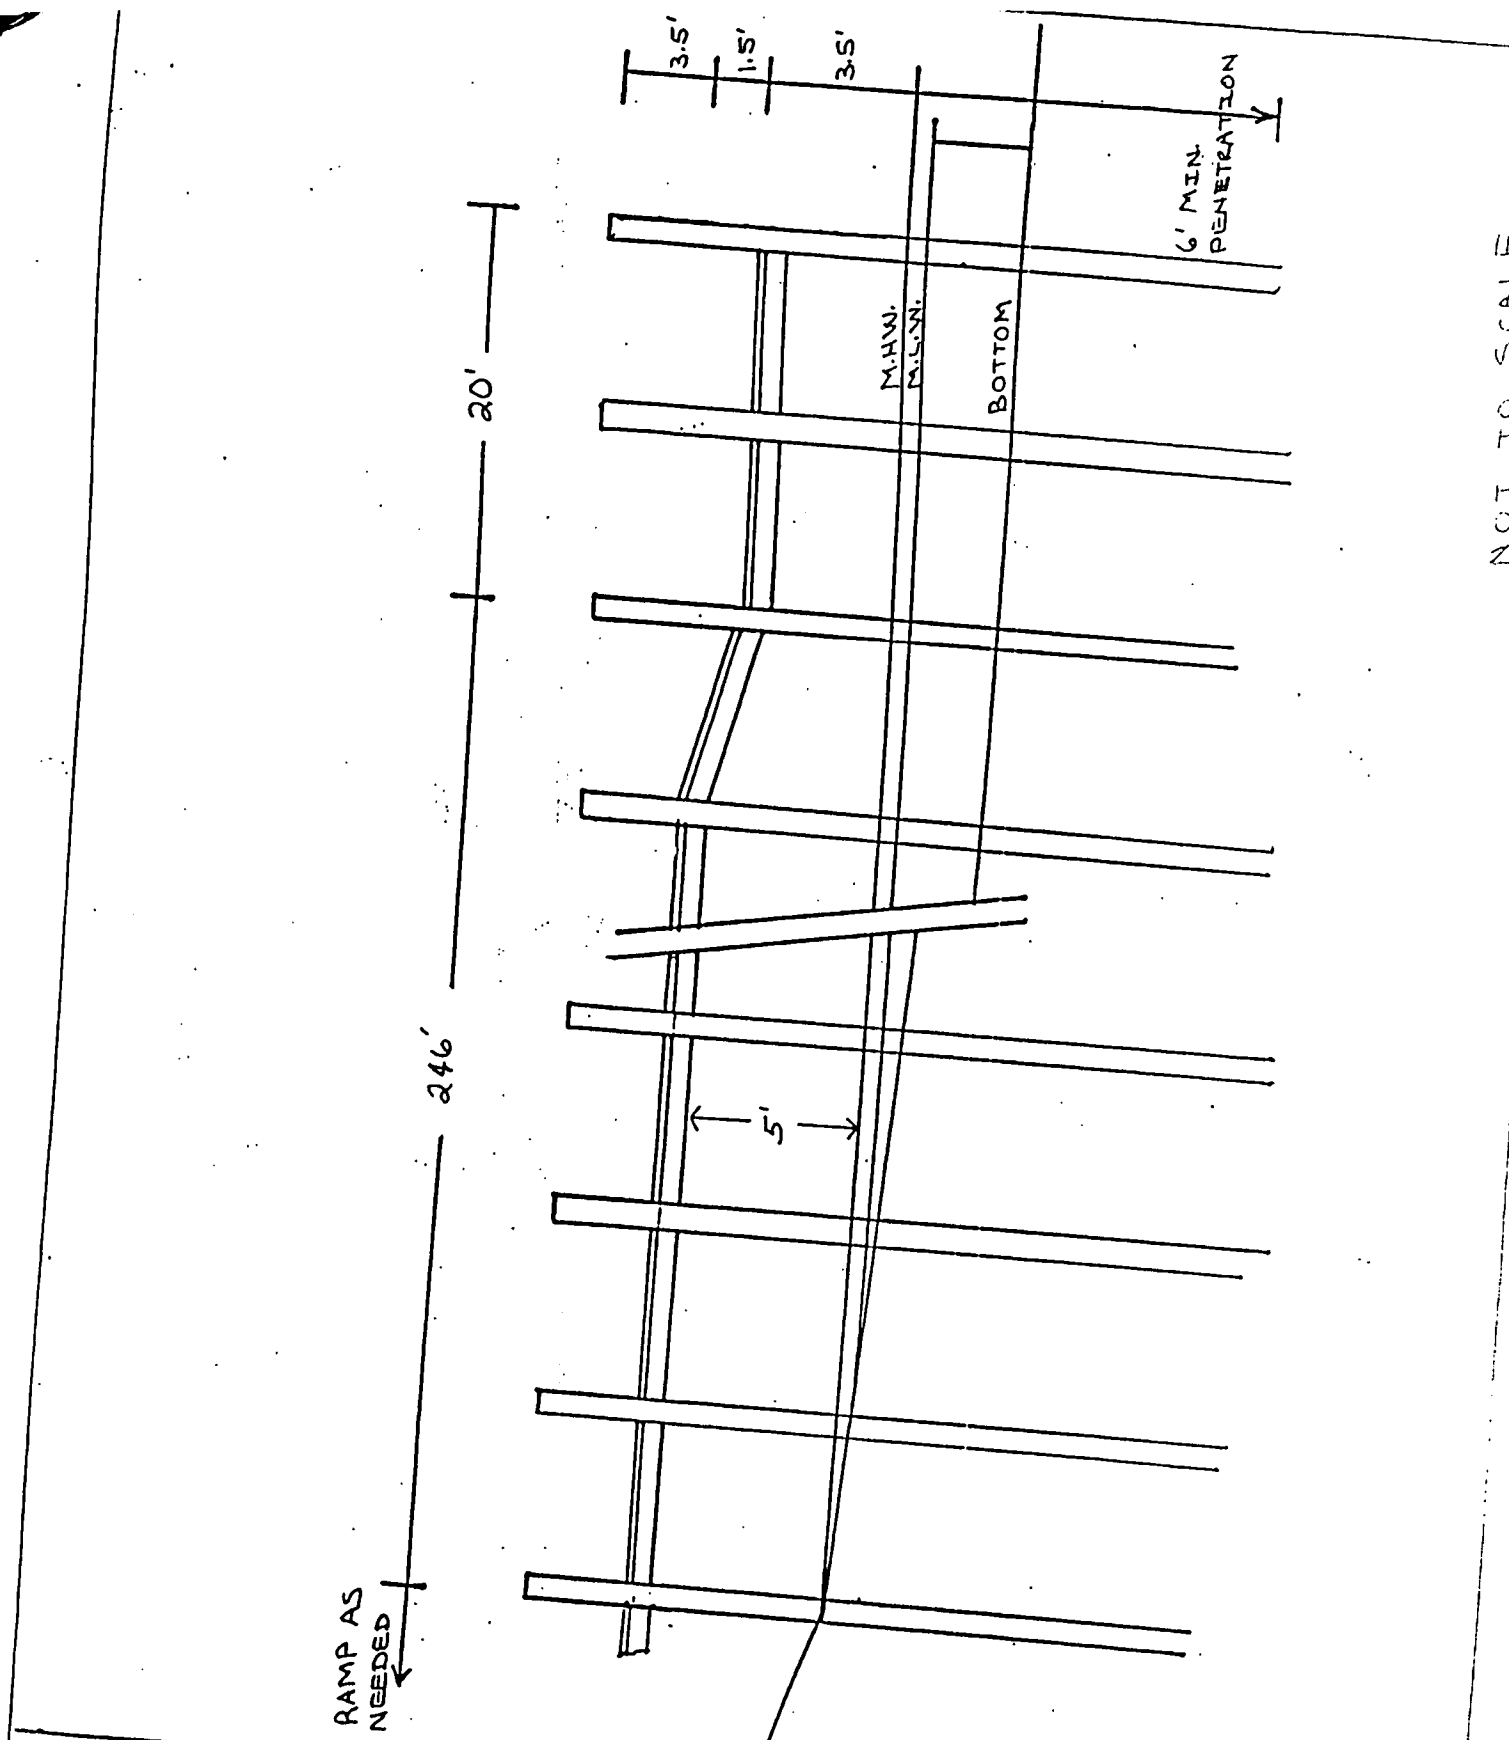 RAMP AS
NEEDED
246'
20'
3.5'
1.5'
3.5'
5'
M.H.W.
M.L.W.
BOTTOM
6' MIN.
PENETRATION
NOT TO SCALE